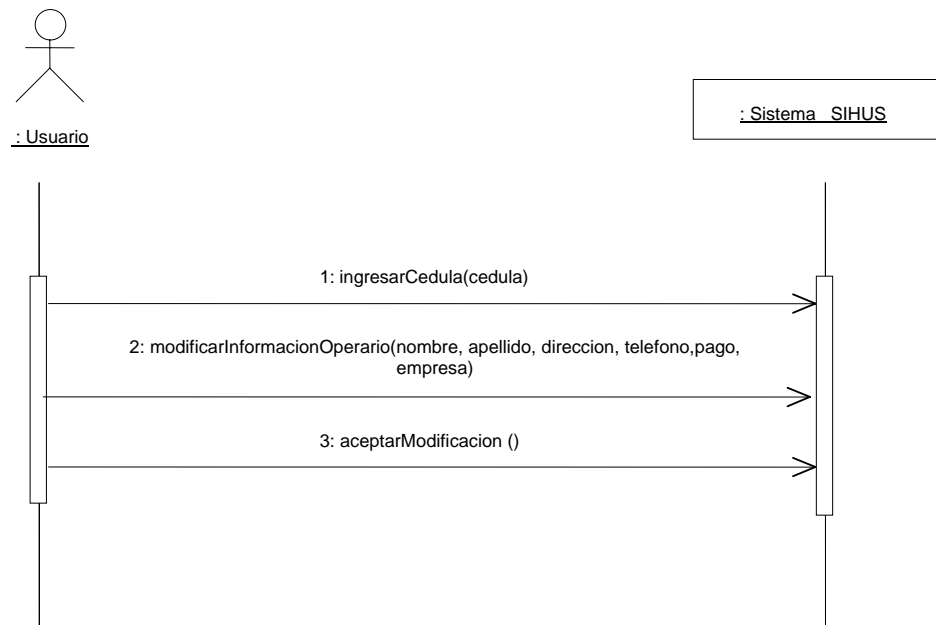 : Usuario
: Sistema SIHUS
1: ingresarCedula(cedula)
2: modificarInformacionOperario(nombre, apellido, direccion, telefono,pago,
empresa)
3: aceptarModificacion ()